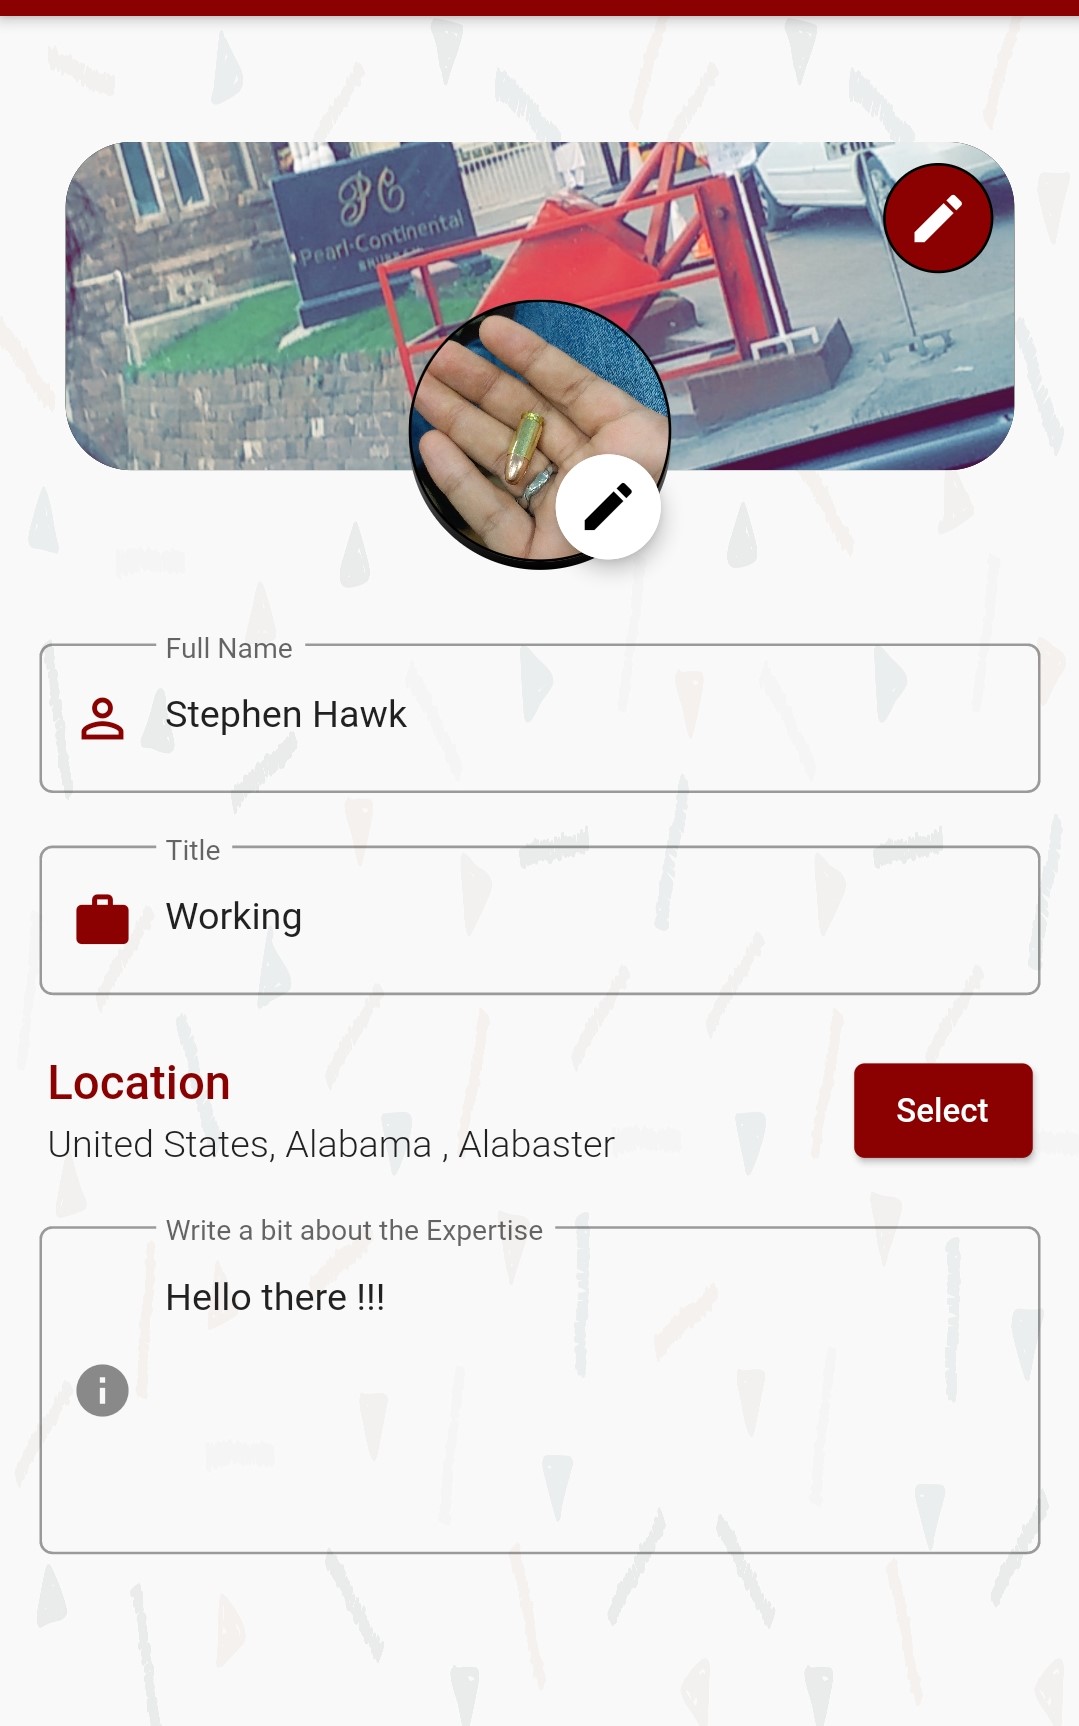 PC
Pearl-Continental
Full Name
Stephen Hawk
Title
Working
Location
United States, Alabama , Alabaster
Select
Write a bit about the Expertise
Hello there !!!